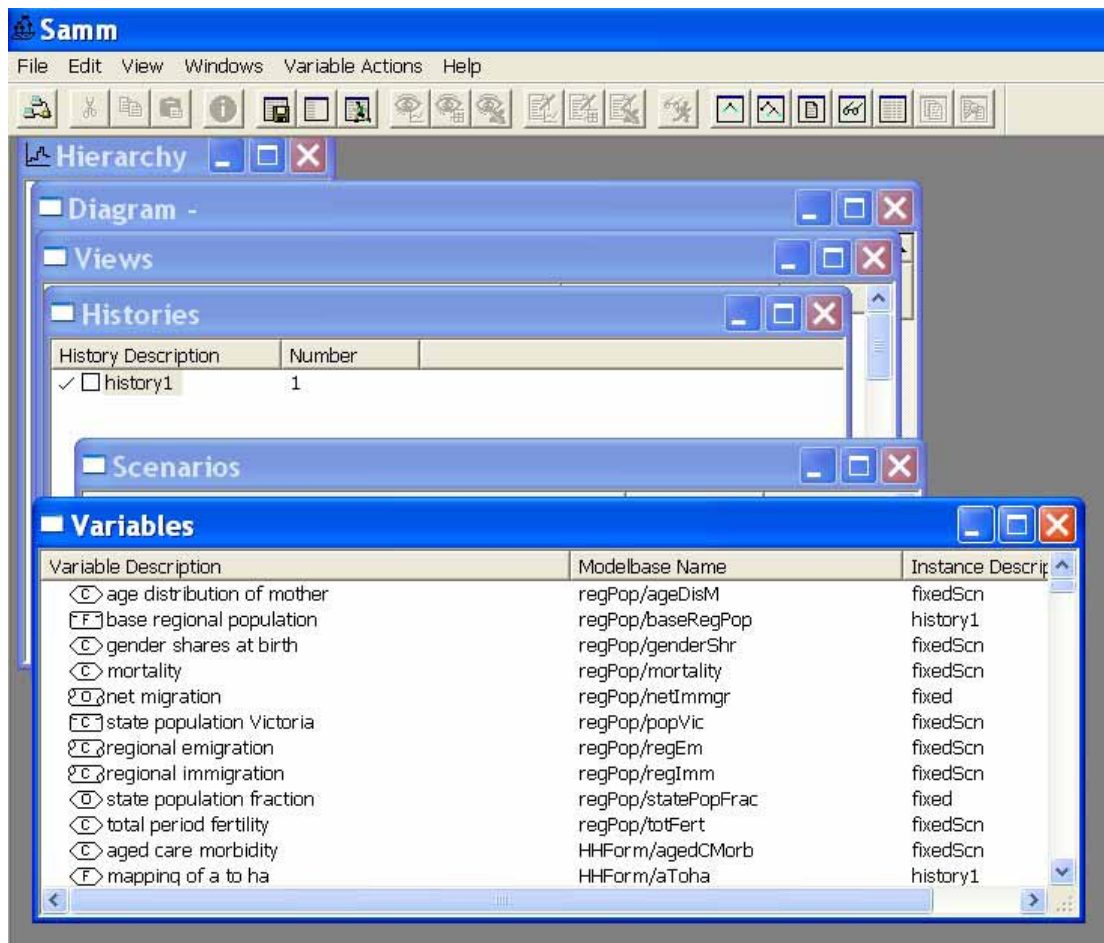 Samm
File Edit View Windows Variable Actions Help
Hierarchy
Diagram -
Views
Histories
History Description Number
history1 1
Scenarios
Variables
Variable Description Modelbase Name Instance Descrip
C age distribution of mother regPop/ageDisM fixedScn
F base regional population regPop/baseRegPop history1
C gender shares at birth regPop/genderShr fixedScn
C mortality regPop/mortality fixedScn
O net migration regPop/netImmgr fixed
C state population Victoria regPop/popVic fixedScn
C regional emigration regPop/regEm fixedScn
C regional immigration regPop/regImm fixedScn
O state population fraction regPop/statePopFrac fixed
C total period fertility regPop/totFert fixedScn
C aged care morbidity HHForm/agedCMorb fixedScn
F mapping of a to ha HHForm/aToha history1